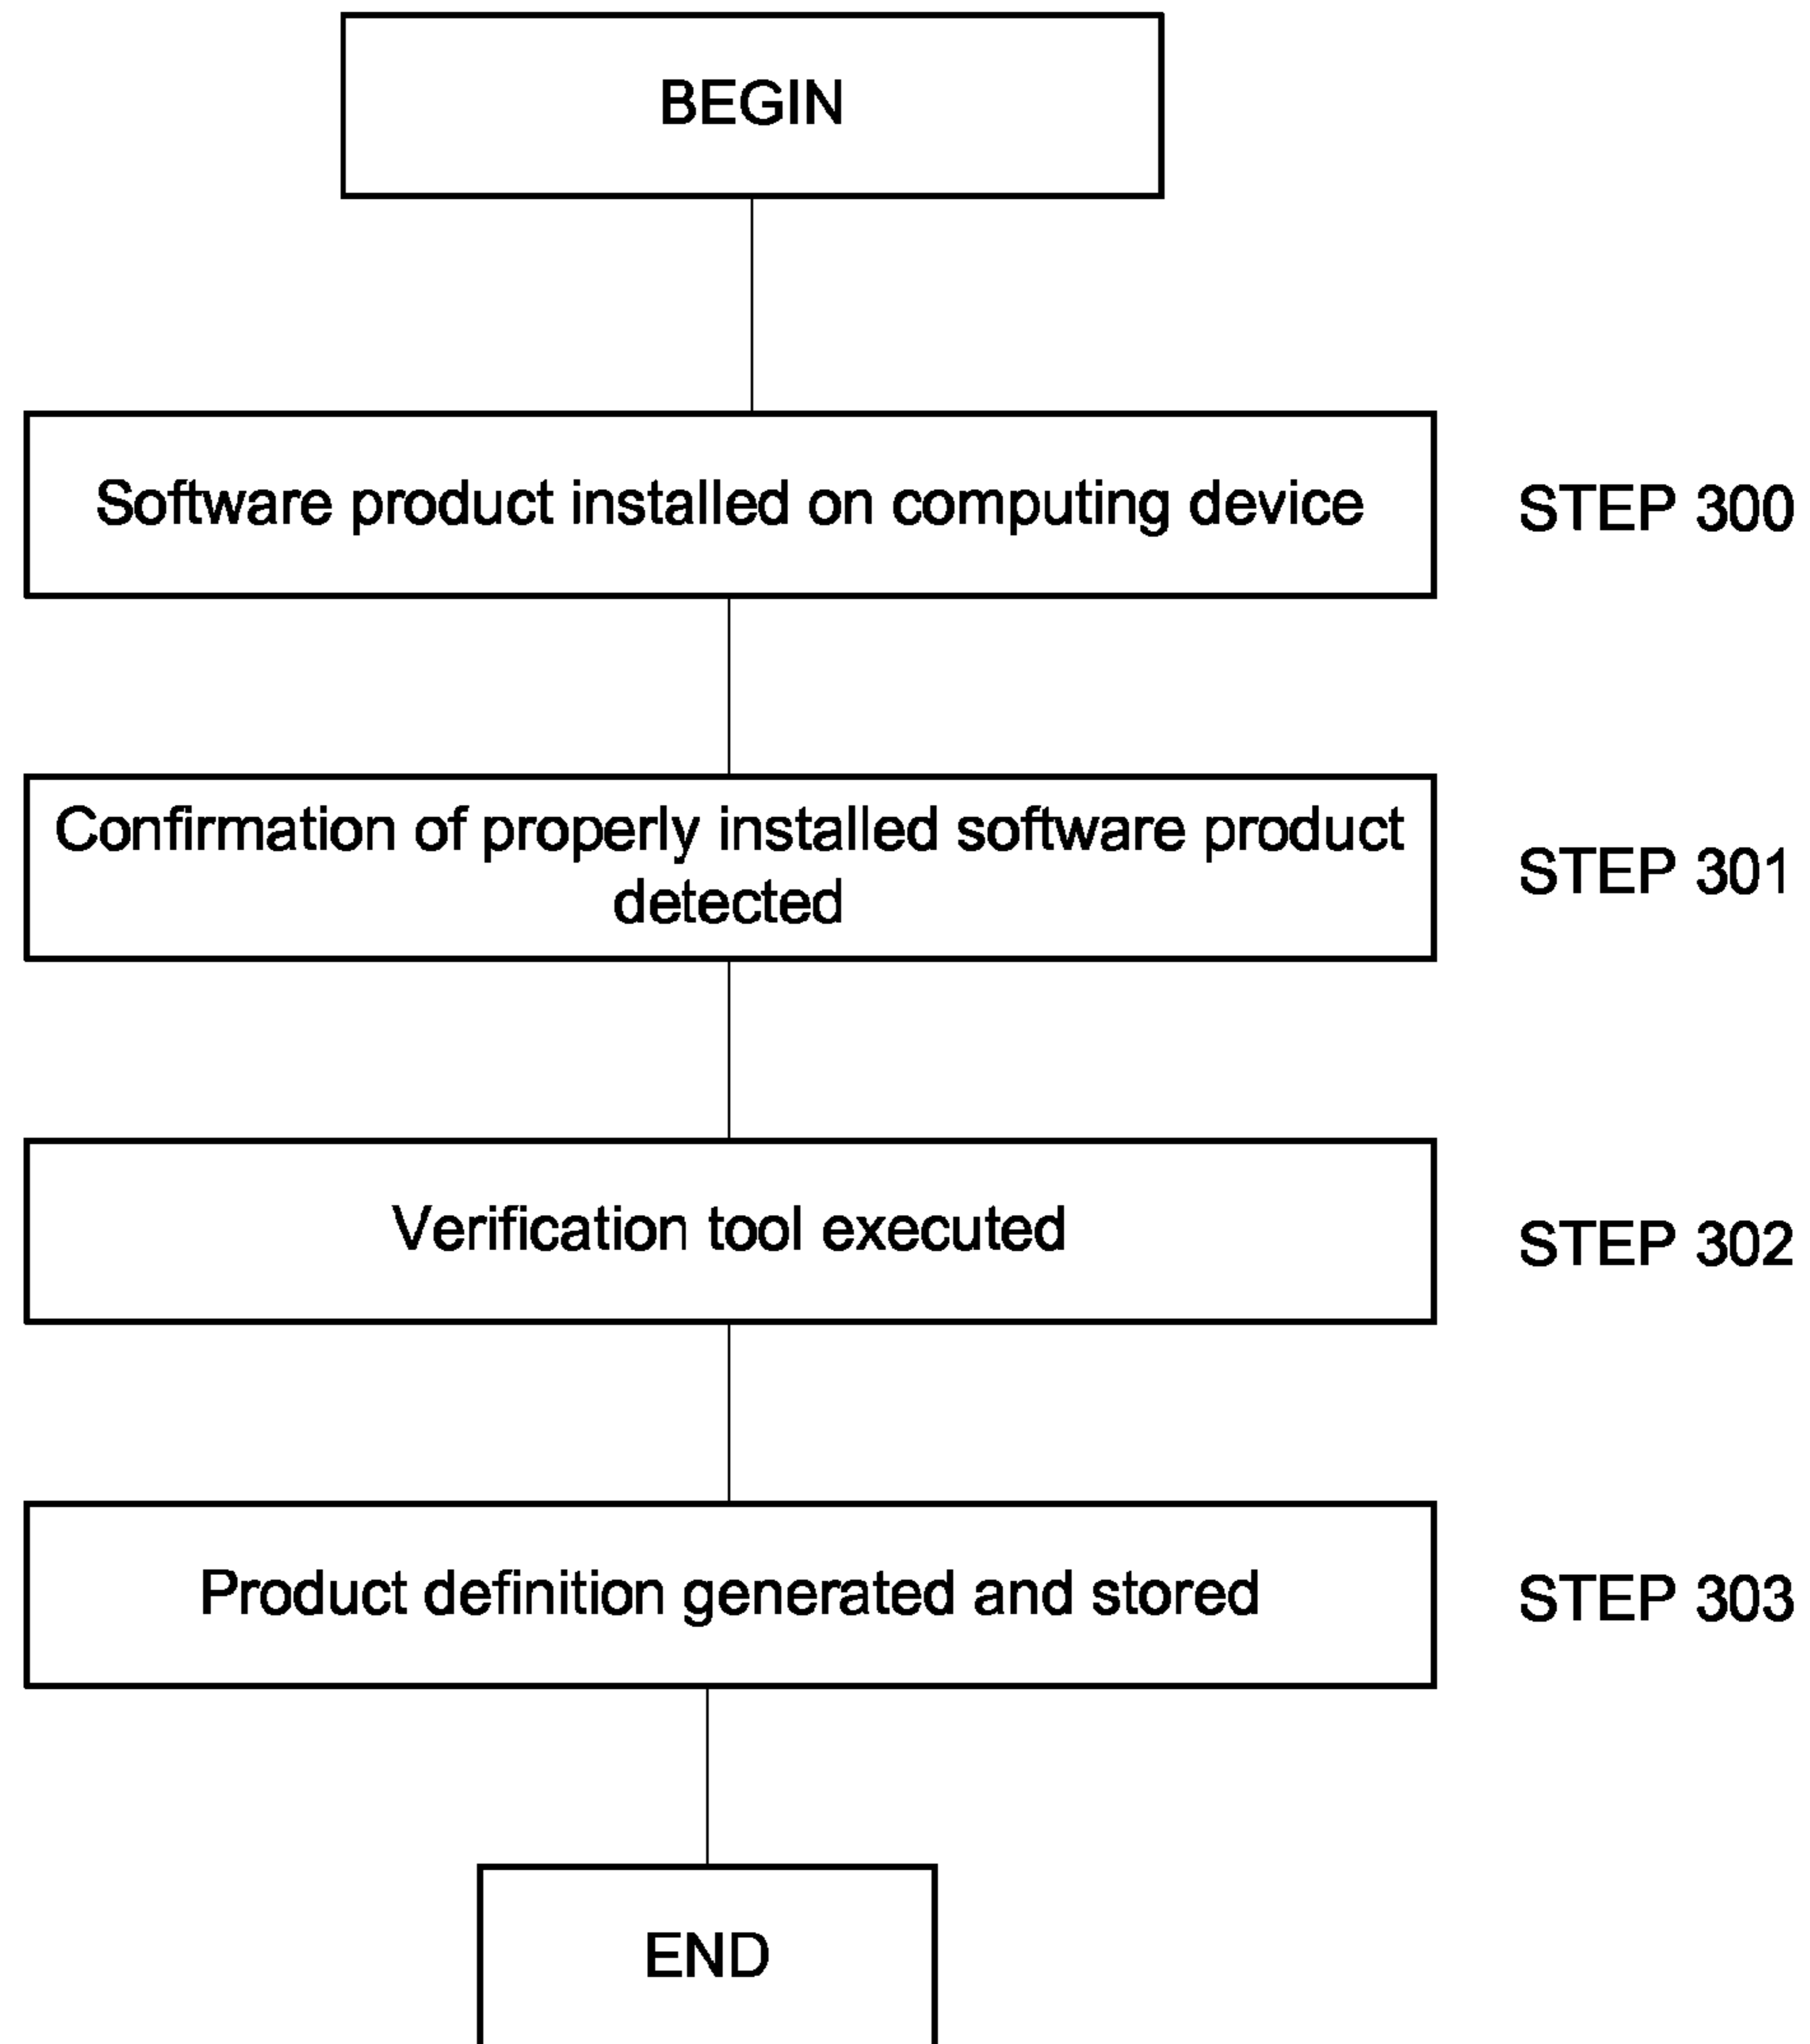 BEGIN
Software product installed on computing device
STEP 300
Confirmation of properly installed software product
detected
STEP 301
Verification tool executed
STEP 302
Product definition generated and stored
STEP 303
END